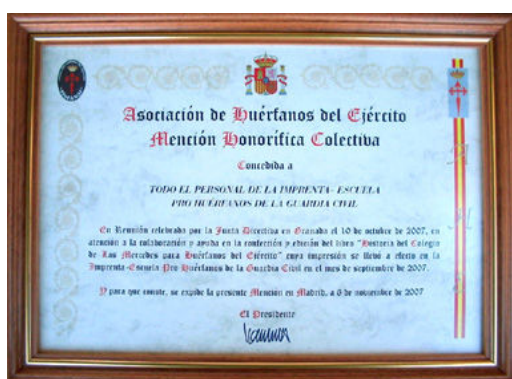 Asociación de Huérfanos del Ejército
Mención Honorífica Colectiva
Concedida a
TODO EL PERSONAL DE LA IMPRENTA- ESCUELA
PRO HUÉRFANOS DE LA GUARDIA CIVIL
En Reunión celebrada por la Junta Directiva en Granada el 10 de octubre de 2007, en
atención a la colaboración y ayuda en la confección y edición del libro "Historia del Colegio
de Las Mercedes para Huérfanos del Ejército" cuya impresión se llevó a efecto en la
Imprenta-Escuela Pro Huérfanos de la Guardia Civil en el mes de septiembre de 2007.
Y para que conste, se expide la presente Mención en Madrid, a 6 de noviembre de 2007
El Presidente